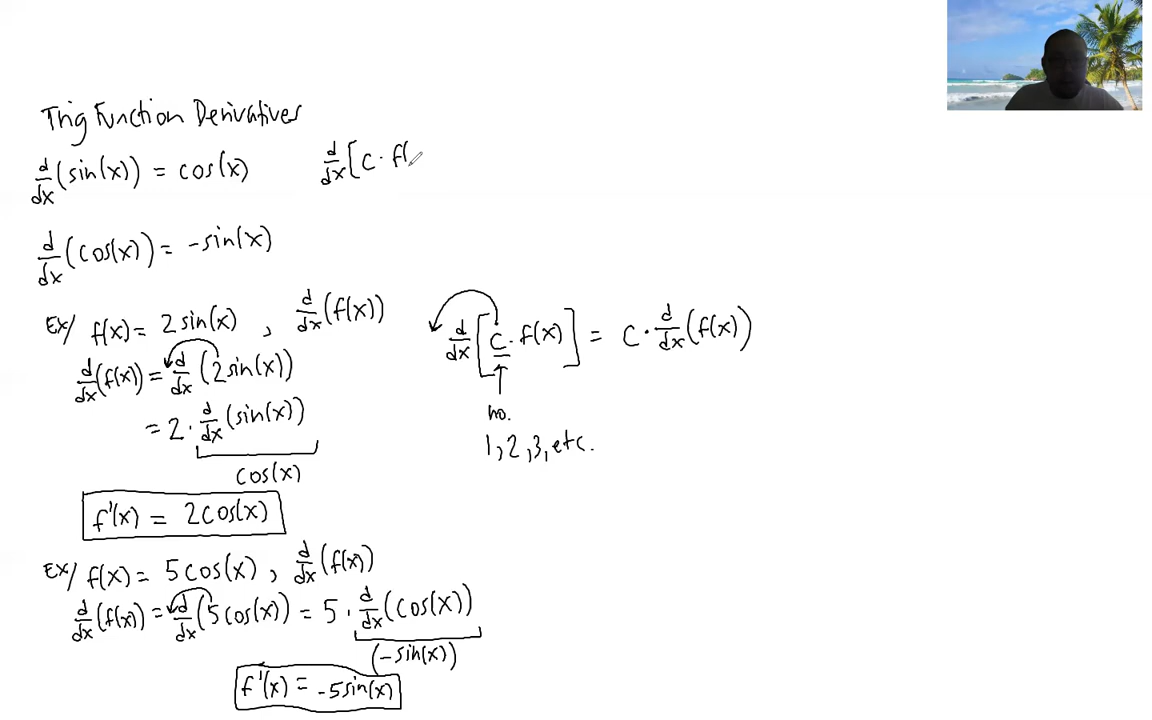 Trig Function Derivatives
d/dx (sin(x)) = cos(x)
d/dx [c · f(
d/dx (cos(x)) = -sin(x)
Ex/ f(x) = 2sin(x) , d/dx (f(x))
d/dx (f(x)) = d/dx (2sin(x))
= 2 · d/dx (sin(x))
cos(x)
f'(x) = 2cos(x)
d/dx [c · f(x)] = c · d/dx (f(x))
no.
1, 2, 3, etc.
Ex/ f(x) = 5cos(x) , d/dx (f(x))
d/dx (f(x)) = d/dx (5cos(x)) = 5 · d/dx (cos(x))
(-sin(x))
f'(x) = -5sin(x)